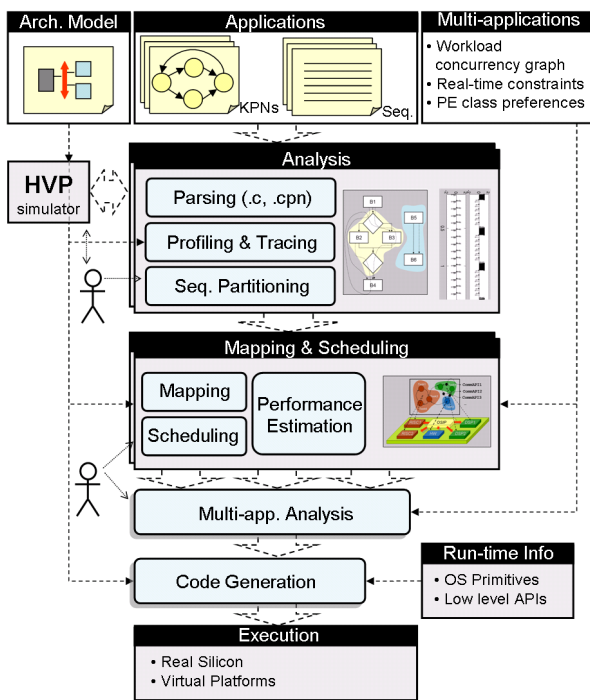 Arch. Model
Applications
Multi-applications
KPNs
Seq.
• Workload
concurrency graph
• Real-time constraints
• PE class preferences
HVP
simulator
Analysis
Parsing (.c, .cpn)
Profiling & Tracing
Seq. Partitioning
B1
B2
B3
B4
B5
B6
Mapping & Scheduling
Mapping
Scheduling
Performance
Estimation
Multi-app. Analysis
Code Generation
Run-time Info
• OS Primitives
• Low level APIs
Execution
• Real Silicon
• Virtual Platforms